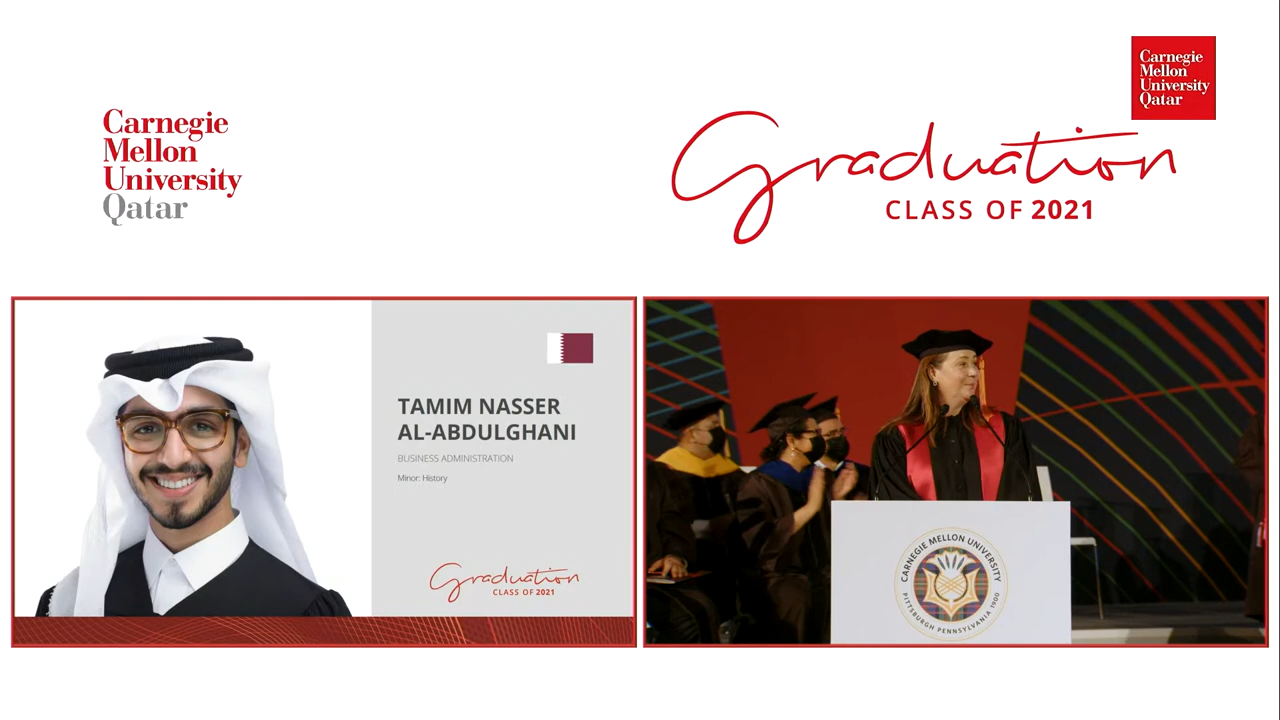 Carnegie
Mellon
University
Qatar
Graduation
CLASS OF 2021
Carnegie
Mellon
University
Qatar
TAMIM NASSER
AL-ABDULGHANI
BUSINESS ADMINISTRATION
Minor: History
Graduation
CLASS OF 2021
CARNEGIE MELLON UNIVERSITY
PITTSBURGH PENNSYLVANIA 1900